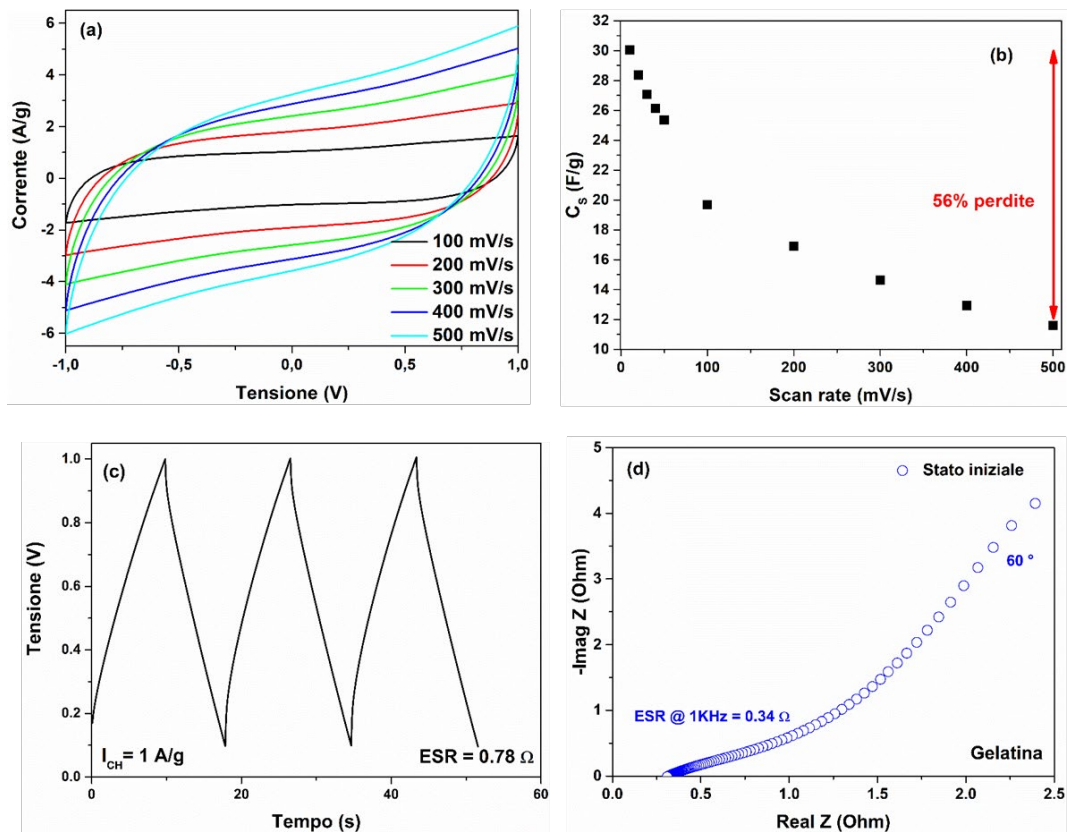 (a)
6
4
2
0
-2
-4
-6
Corrente (A/g)
100 mV/s
200 mV/s
300 mV/s
400 mV/s
500 mV/s
-1,0
-0,5
0,0
0,5
1,0
Tensione (V)
(b)
32
30
28
26
24
22
20
18
16
14
12
10
C_S (F/g)
56% perdite
0
100
200
300
400
500
Scan rate (mV/s)
(c)
1.0
0.8
0.6
0.4
0.2
0.0
Tensione (V)
I_CH= 1 A/g
ESR = 0.78 Ω
0
20
40
60
Tempo (s)
(d)
Stato iniziale
5
4
3
2
1
0
-Imag Z (Ohm)
60 °
ESR @ 1KHz = 0.34 Ω
Gelatina
0.0
0.5
1.0
1.5
2.0
2.5
Real Z (Ohm)